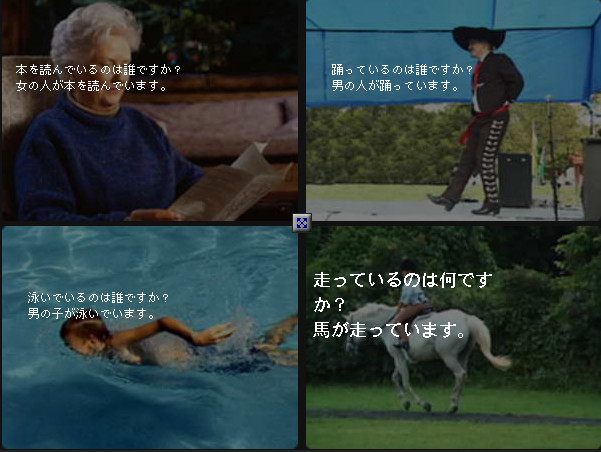 本を読んでいるのは誰ですか？
女の人が本を読んでいます。
踊っているのは誰ですか？
男の人が踊っています。
泳いでいるのは誰ですか？
男の子が泳いでいます。
走っているのは何です
か？
馬が走っています。